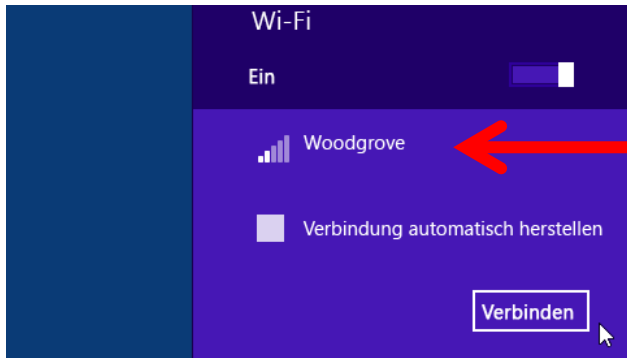 Wi-Fi
Ein
Woodgrove
Verbindung automatisch herstellen
Verbinden